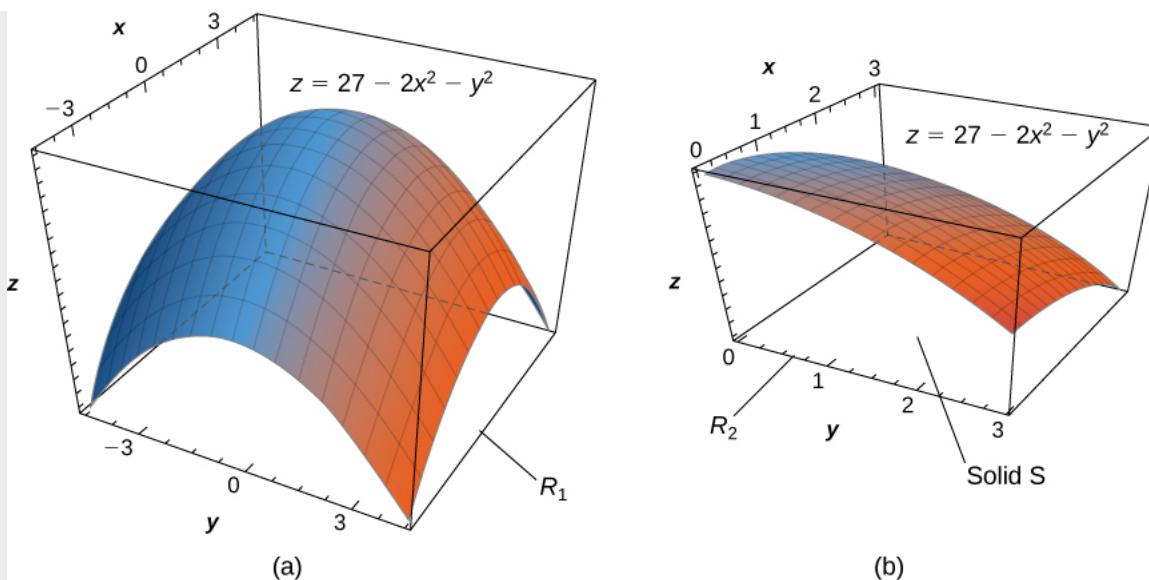 x
3
0
−3
z = 27 − 2x² − y²
z
−3
0
3
y
R₁
(a)
x
3
2
1
0
z = 27 − 2x² − y²
z
0
1
2
3
y
R₂
Solid S
(b)